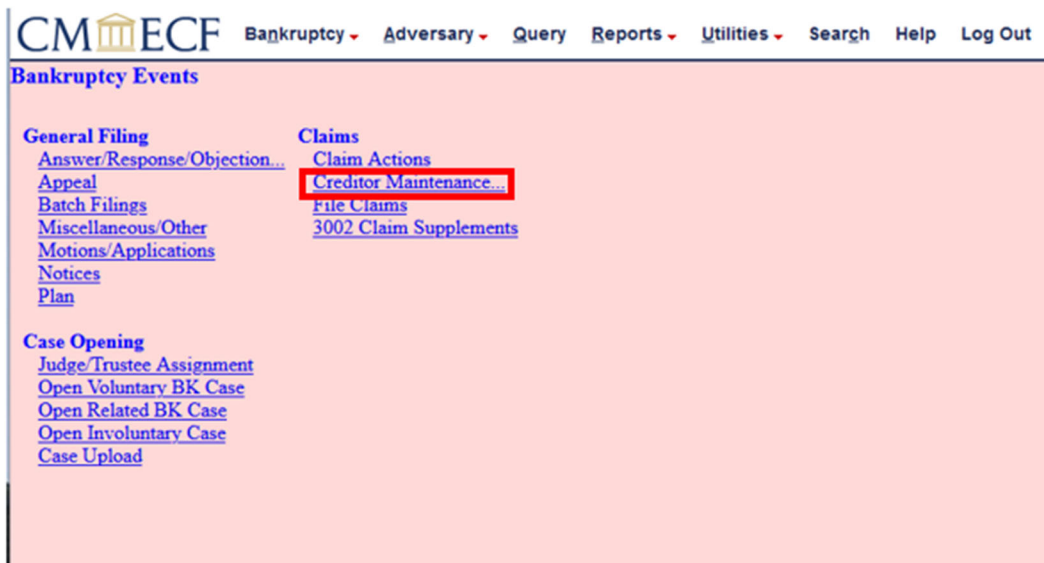 CM ECF Bankruptcy Adversary Query Reports Utilities Search Help Log Out
Bankruptcy Events
General Filing
Answer/Response/Objection...
Appeal
Batch Filings
Miscellaneous/Other
Motions/Applications
Notices
Plan
Claims
Claim Actions
Creditor Maintenance...
File Claims
3002 Claim Supplements
Case Opening
Judge/Trustee Assignment
Open Voluntary BK Case
Open Related BK Case
Open Involuntary Case
Case Upload